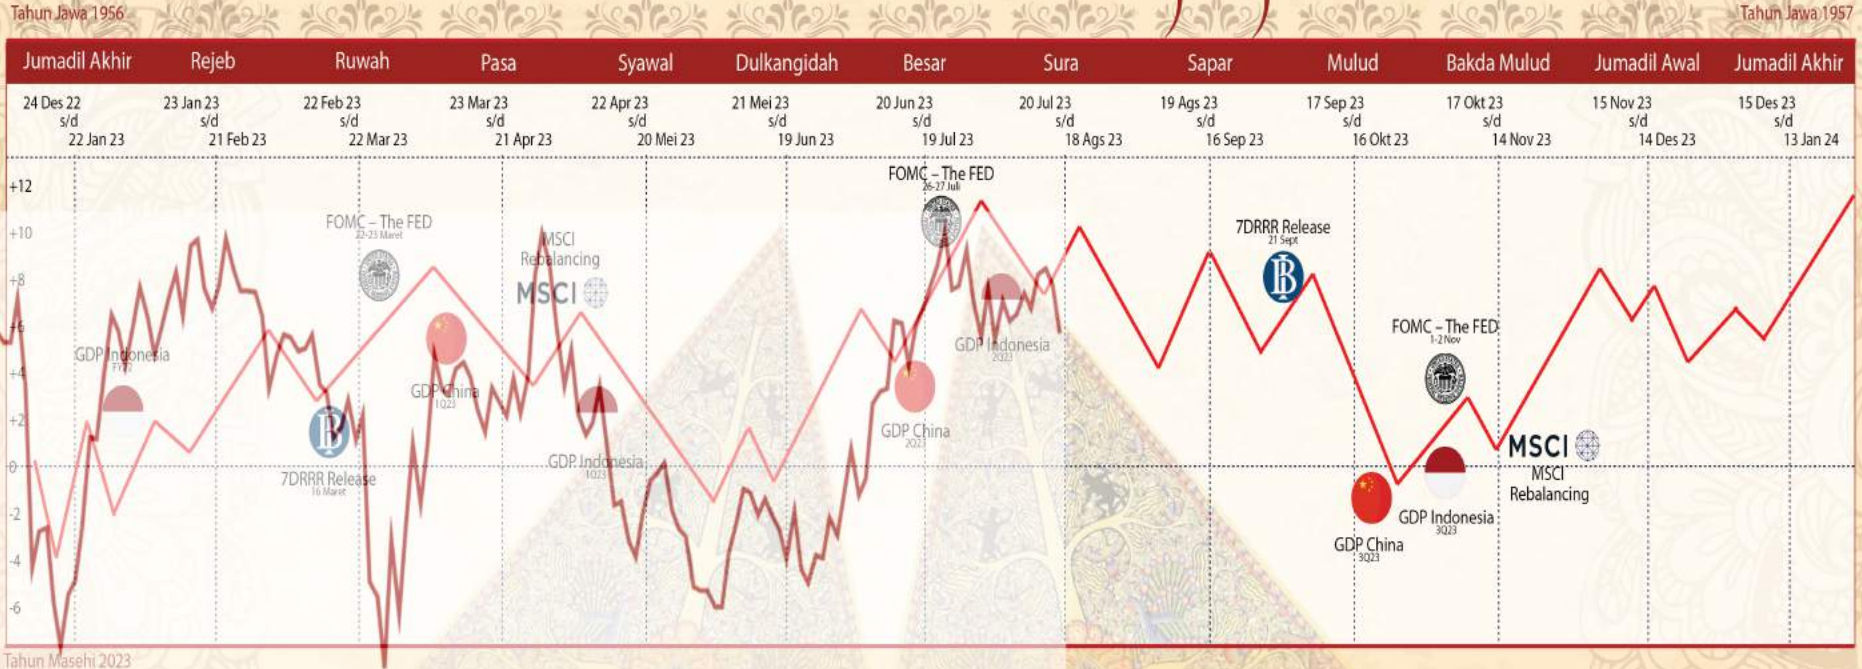 Tahun Jawa 1956
Tahun Jawa 1957
Jumadil Akhir
Rejeb
Ruwah
Pasa
Syawal
Dulkangidah
Besar
Sura
Sapar
Mulud
Bakda Mulud
Jumadil Awal
Jumadil Akhir
24 Des 22
s/d
22 Jan 23
23 Jan 23
s/d
21 Feb 23
22 Feb 23
s/d
22 Mar 23
23 Mar 23
s/d
21 Apr 23
22 Apr 23
s/d
20 Mei 23
21 Mei 23
s/d
19 Jun 23
20 Jun 23
s/d
19 Jul 23
20 Jul 23
s/d
18 Ags 23
19 Ags 23
s/d
16 Sep 23
17 Sep 23
s/d
16 Okt 23
17 Okt 23
s/d
14 Nov 23
15 Nov 23
s/d
14 Des 23
15 Des 23
s/d
13 Jan 24
+12
+10
+8
+6
+4
+2
0
-2
-4
-6
GDP Indonesia
FY22
7DRRR Release
16 Maret
FOMC – The FED
22-23 Maret
GDP China
1Q23
MSCI
Rebalancing
MSCI
GDP Indonesia
1Q23
GDP China
2Q23
FOMC – The FED
26-27 Juli
GDP Indonesia
2Q23
7DRRR Release
21 Sept
GDP China
3Q23
FOMC – The FED
1-2 Nov
GDP Indonesia
3Q23
MSCI
MSCI
Rebalancing
Tahun Masehi 2023